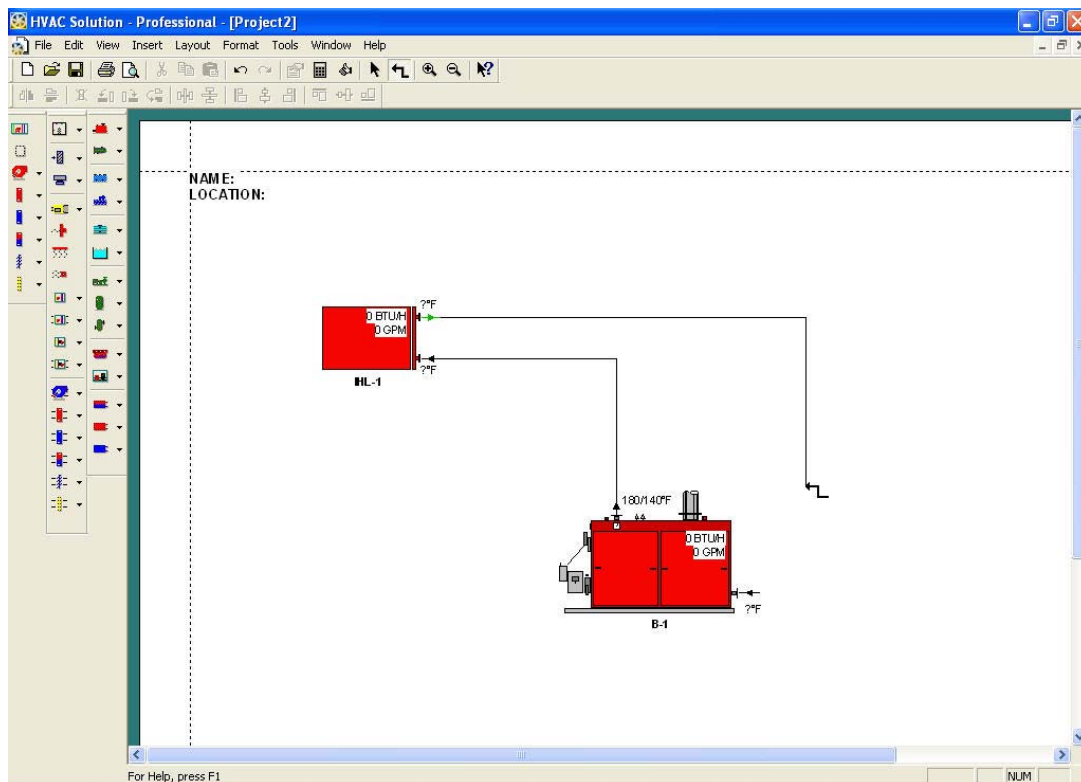 HVAC Solution - Professional - [Project2]
File Edit View Insert Layout Format Tools Window Help
NAME:
LOCATION:
?°F
0 BTU/H
0 GPM
?°F
IHL-1
180/140°F
0 BTU/H
0 GPM
?°F
B-1
For Help, press F1
NUM